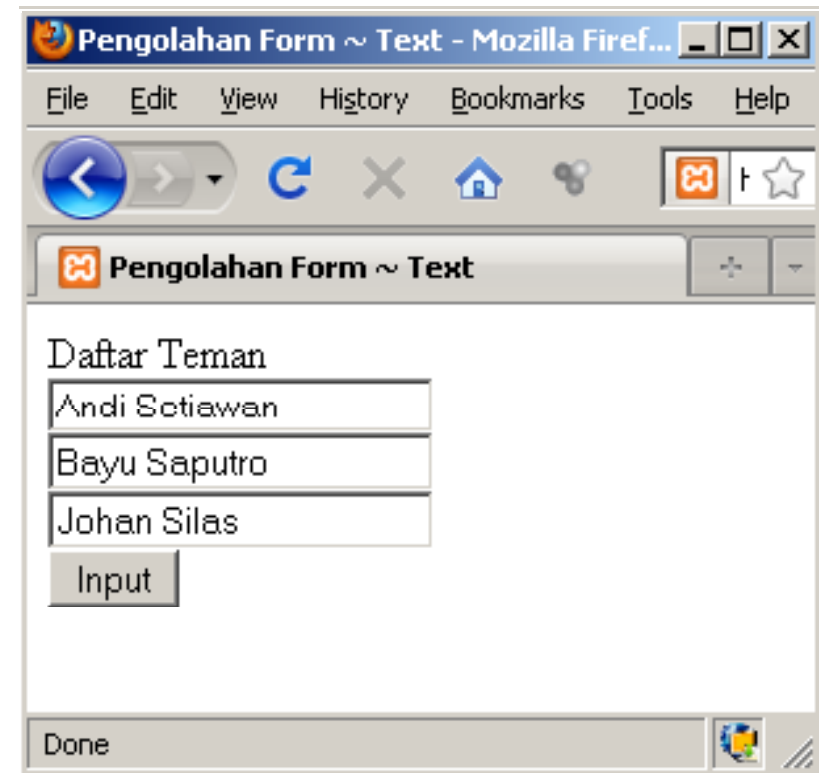 Pengolahan Form ~ Text - Mozilla Firef...
File Edit View History Bookmarks Tools Help
Pengolahan Form ~ Text
Daftar Teman
Andi Setiawan
Bayu Saputro
Johan Silas
Input
Done